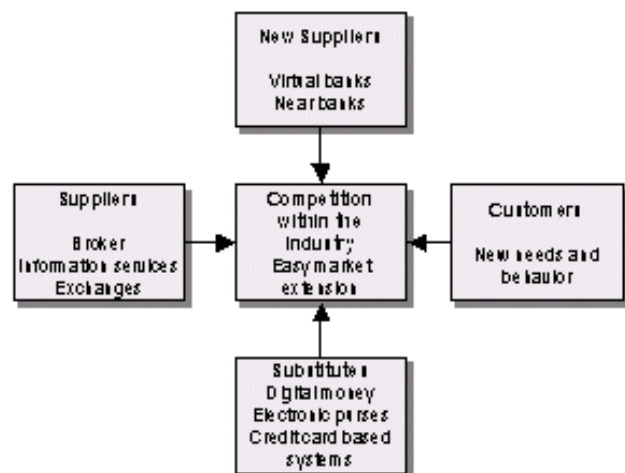 New Suppliers
Virtual banks
Near banks
Suppliers
Broker
Information services
Exchanges
Competition
within the
industry
Easy market
extension
Customers
New needs and
behavior
Substitutes
Digital money
Electronic purses
Credit card based
systems